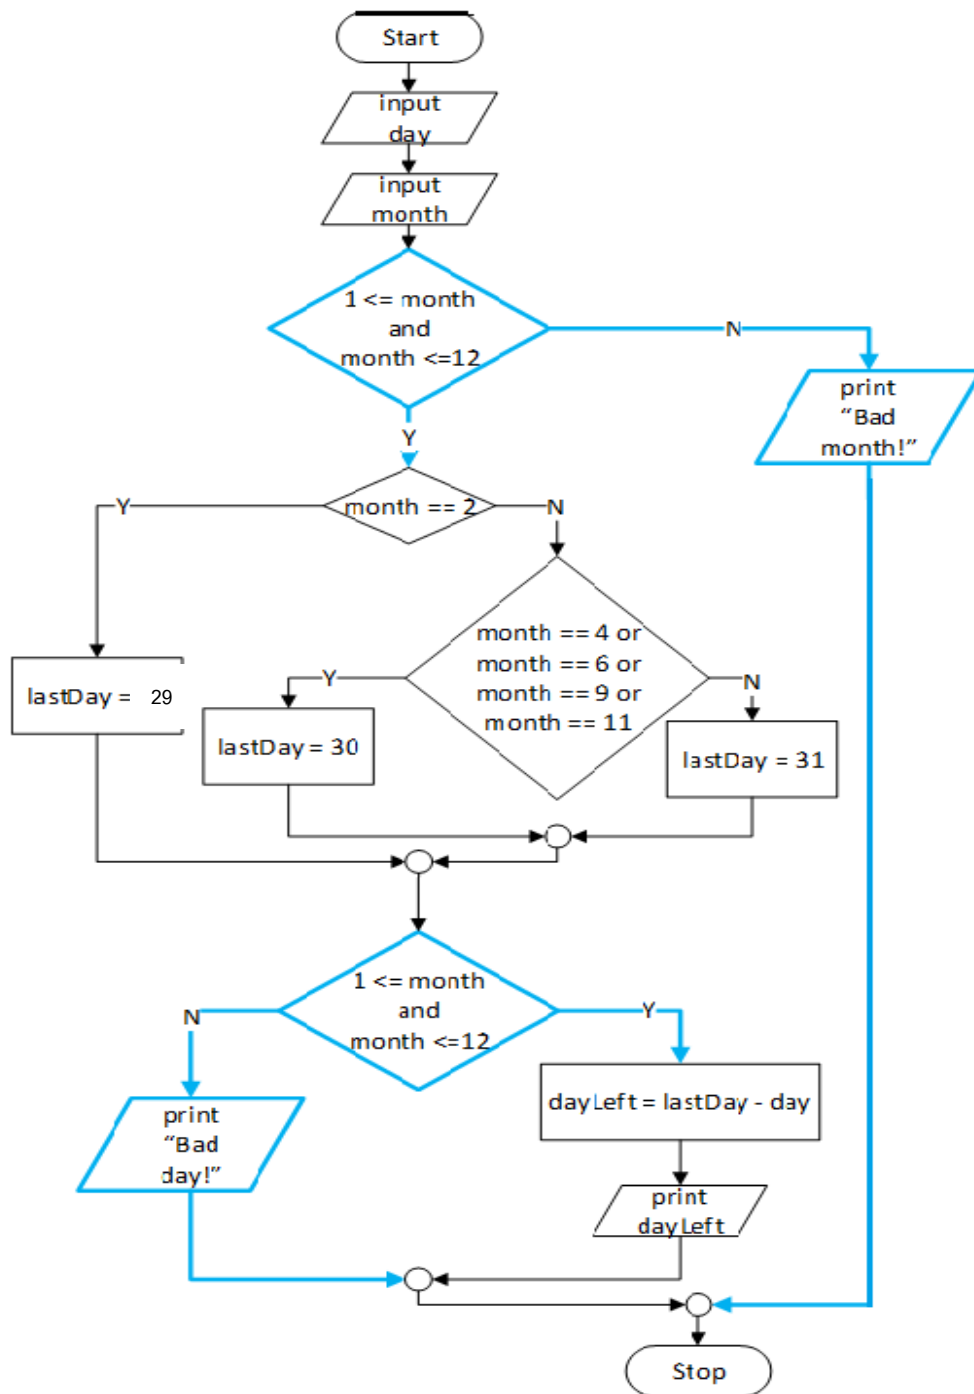 Start
input
day
input
month
1 <= month
and
month <=12
N
print
“Bad
month!”
Y
month == 2
Y
N
month == 4 or
month == 6 or
month == 9 or
month == 11
Y
N
lastDay = 29
lastDay = 30
lastDay = 31
1 <= month
and
month <=12
N
Y
print
“Bad
day!”
dayLeft = lastDay - day
print
dayLeft
Stop